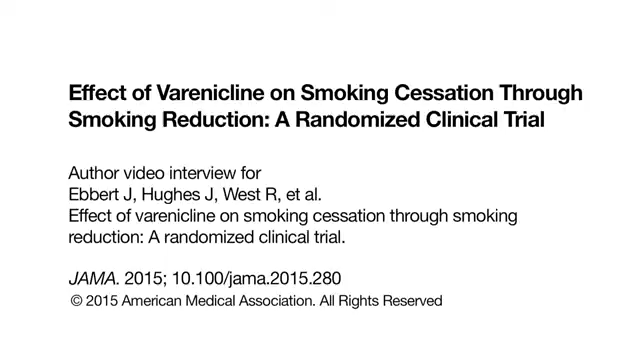 Effect of Varenicline on Smoking Cessation Through
Smoking Reduction: A Randomized Clinical Trial
Author video interview for
Ebbert J, Hughes J, West R, et al.
Effect of varenicline on smoking cessation through smoking
reduction: A randomized clinical trial.
JAMA. 2015; 10.100/jama.2015.280
© 2015 American Medical Association. All Rights Reserved